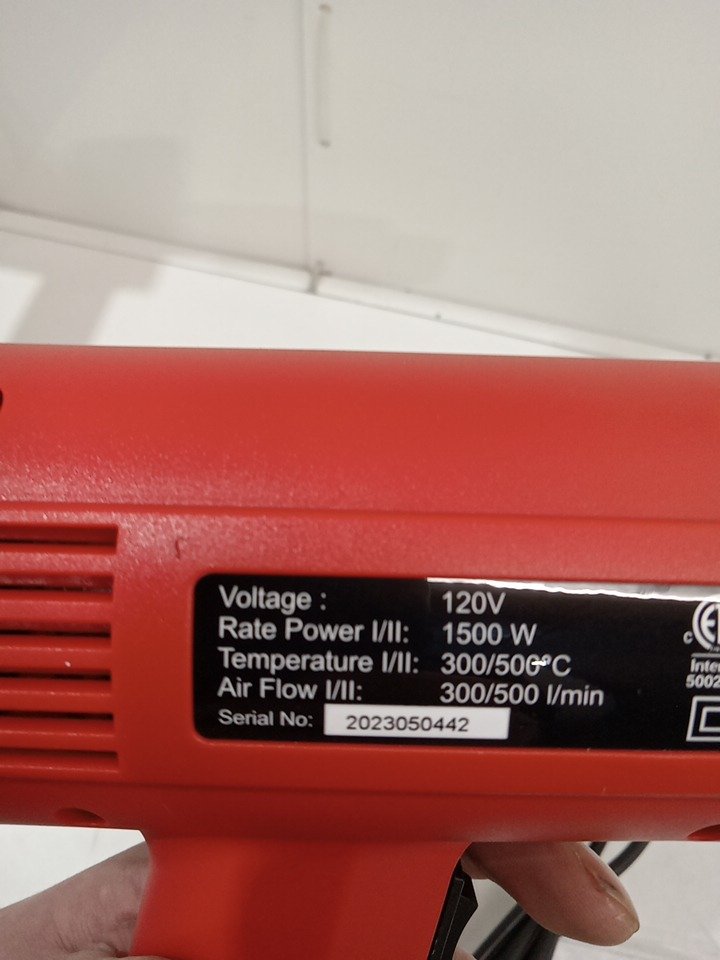 Voltage : 120V
Rate Power I/II: 1500 W
Temperature I/II: 300/500°C
Air Flow I/II: 300/500 l/min
Serial No: 2023050442
c
5002